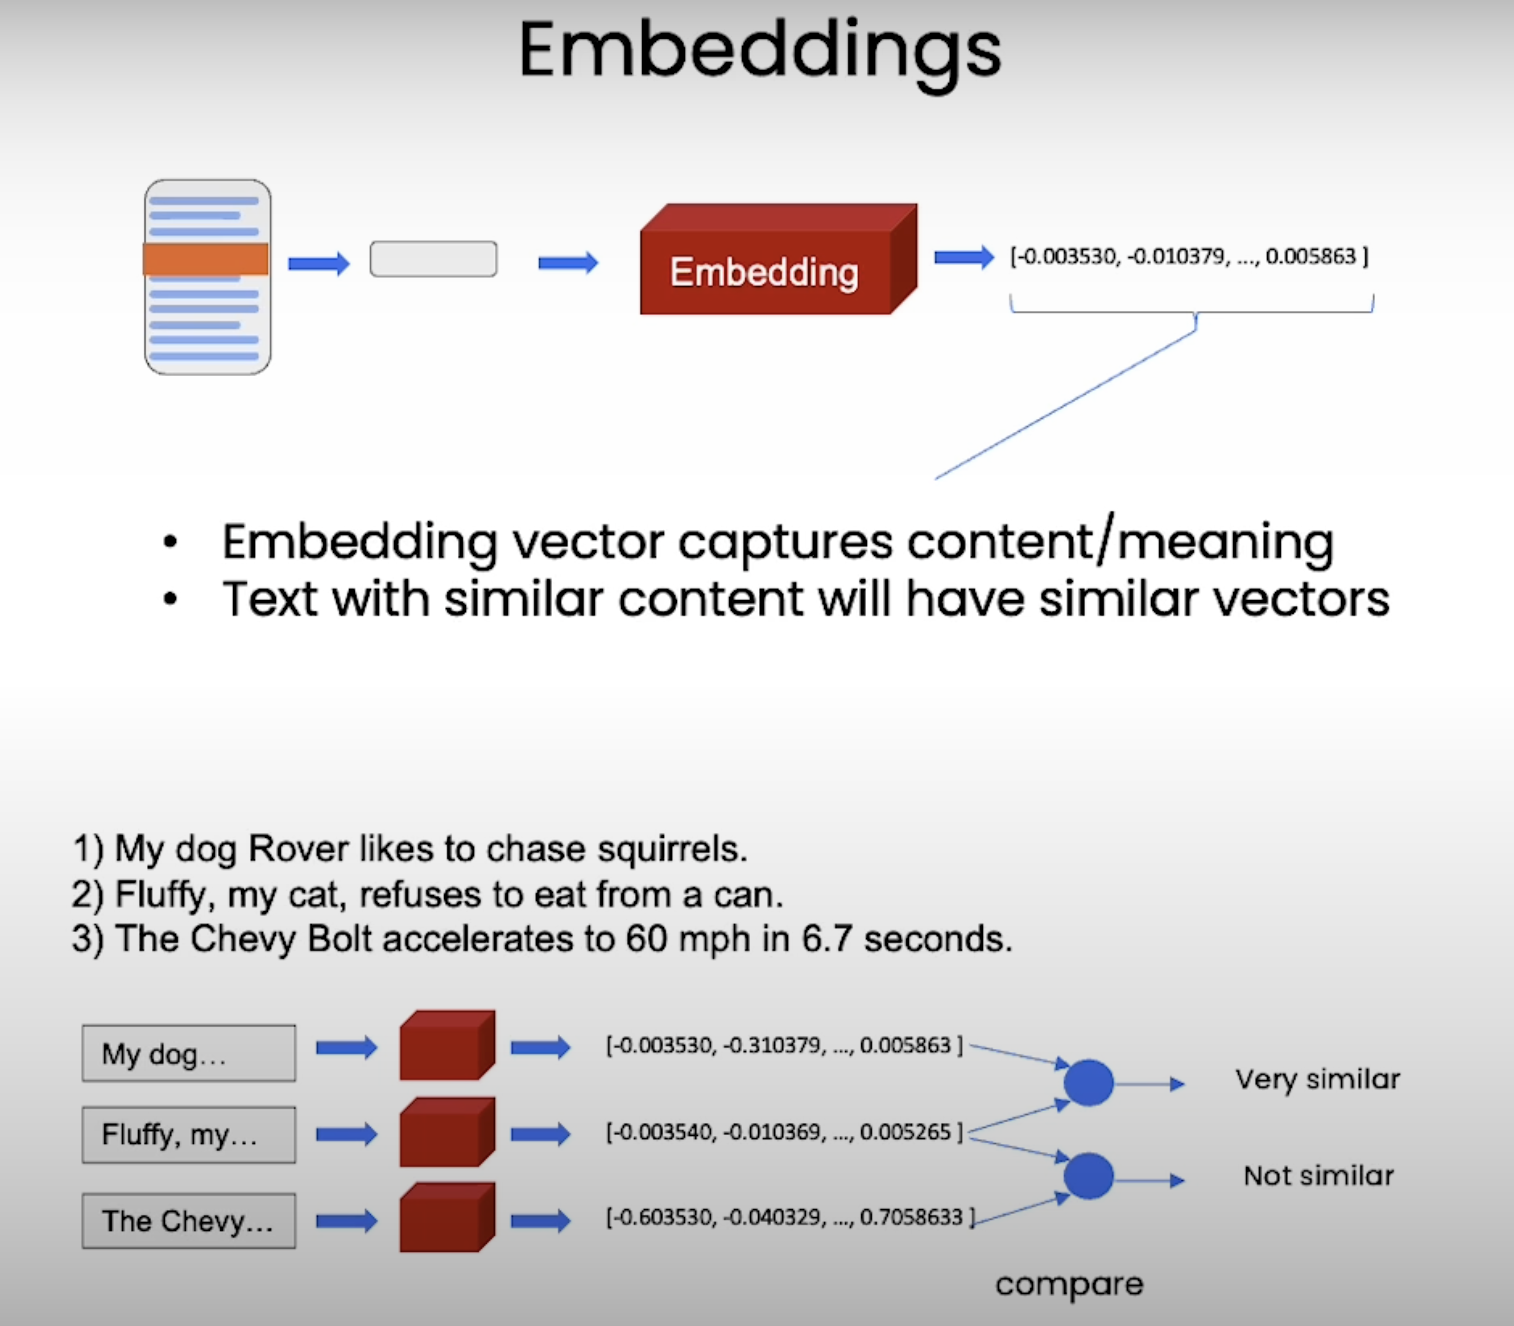 Embeddings
Embedding
[-0.003530, -0.010379, ..., 0.005863 ]
• Embedding vector captures content/meaning
• Text with similar content will have similar vectors
1) My dog Rover likes to chase squirrels.
2) Fluffy, my cat, refuses to eat from a can.
3) The Chevy Bolt accelerates to 60 mph in 6.7 seconds.
My dog...
[-0.003530, -0.310379, ..., 0.005863 ]
Very similar
Fluffy, my...
[-0.003540, -0.010369, ..., 0.005265 ]
Not similar
The Chevy...
[-0.603530, -0.040329, ..., 0.7058633 ]
compare